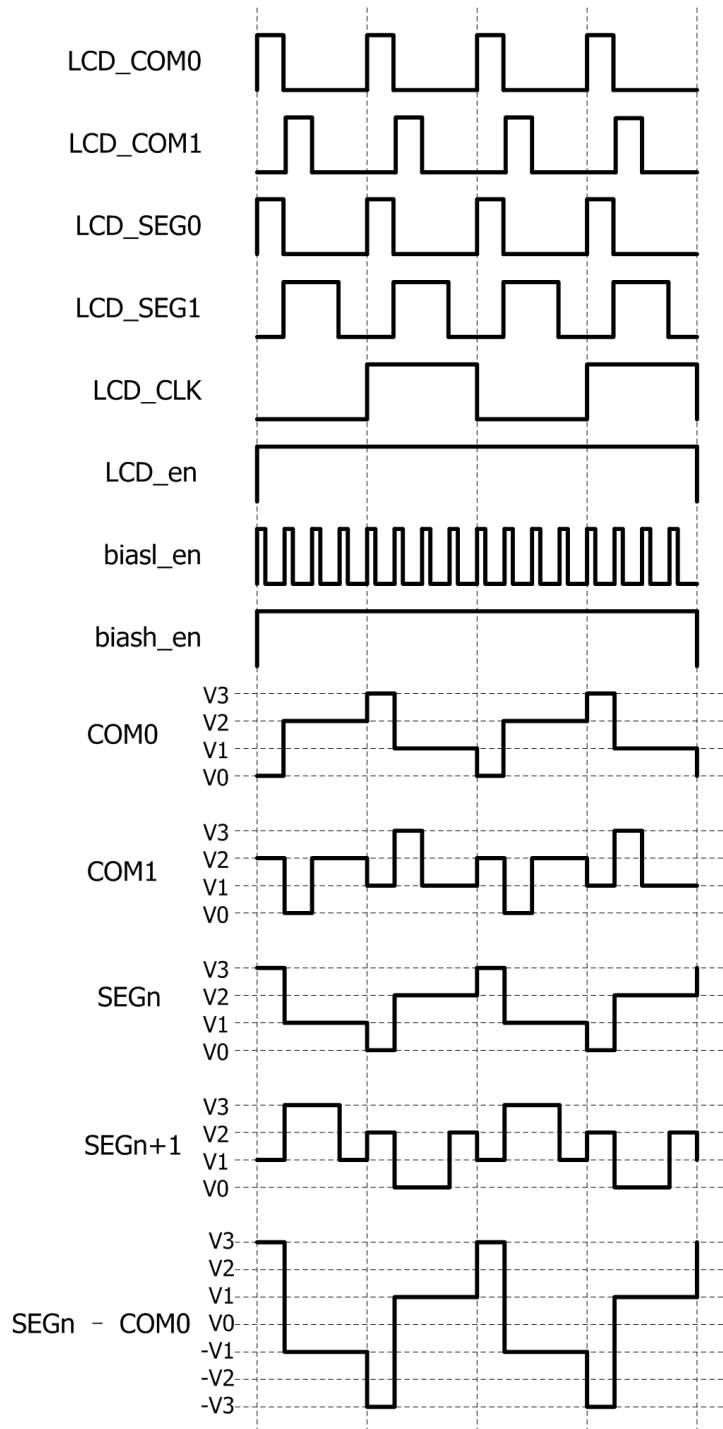 LCD_COM0
LCD_COM1
LCD_SEG0
LCD_SEG1
LCD_CLK
LCD_en
biasl_en
biash_en
V3
V2
COM0
V1
V0
V3
V2
COM1
V1
V0
V3
SEGn
V2
V1
V0
V3
V2
SEGn+1
V1
V0
V3
V2
V1
SEGn - COM0
V0
-V1
-V2
-V3